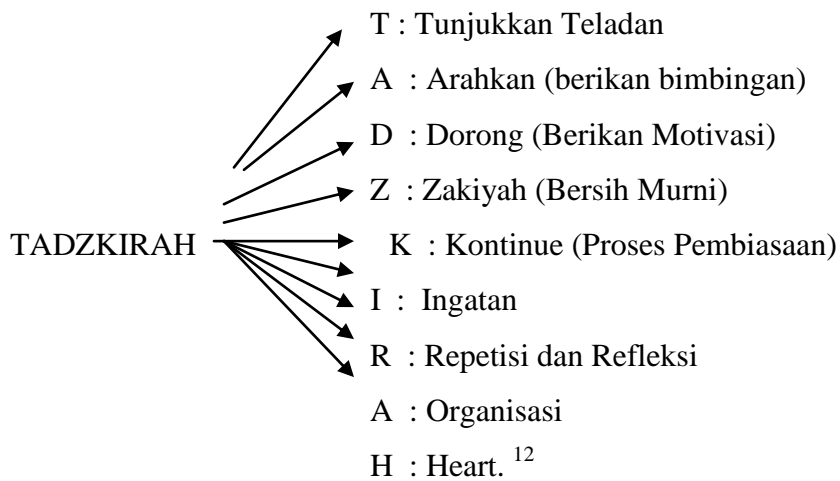 T : Tunjukkan Teladan
A : Arahkan (berikan bimbingan)
D : Dorong (Berikan Motivasi)
Z : Zakiyah (Bersih Murni)
TADZKIRAH K : Kontinue (Proses Pembiasaan)
I : Ingatan
R : Repetisi dan Refleksi
A : Organisasi
H : Heart. 12